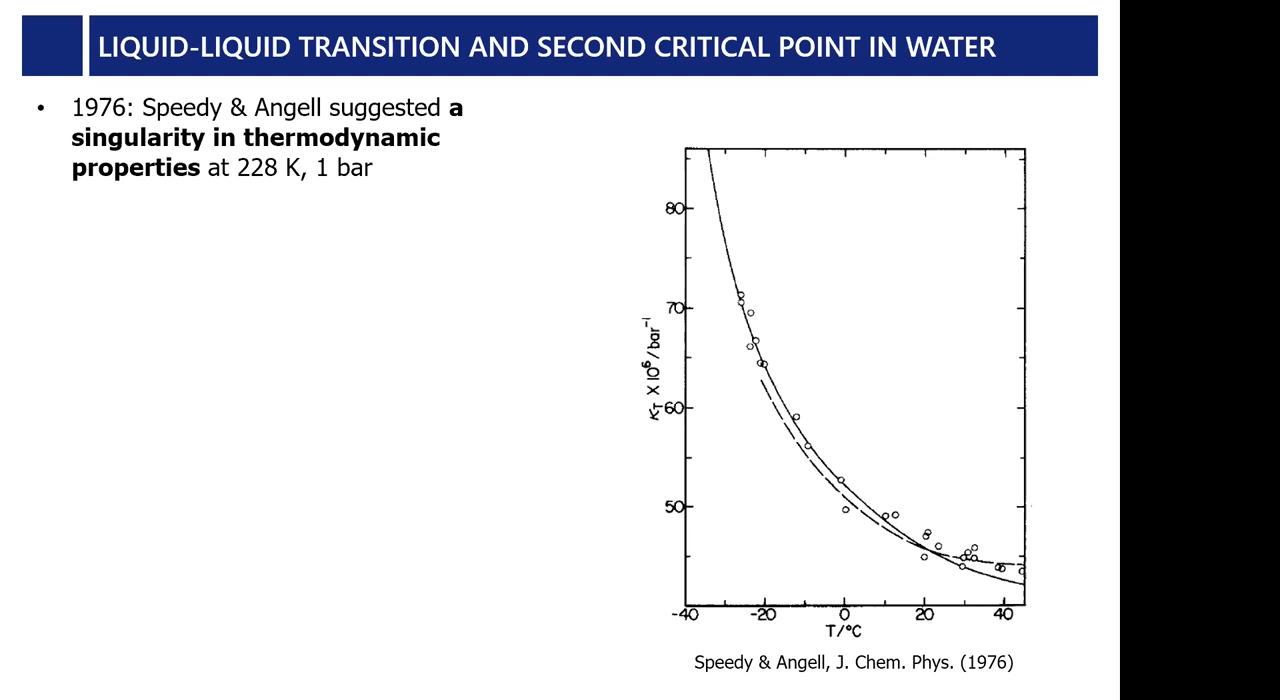 LIQUID-LIQUID TRANSITION AND SECOND CRITICAL POINT IN WATER
• 1976: Speedy & Angell suggested a
singularity in thermodynamic
properties at 228 K, 1 bar
80
70
60
50
κT X 10⁶/bar⁻¹
-40 -20 0 20 40
T/°C
Speedy & Angell, J. Chem. Phys. (1976)